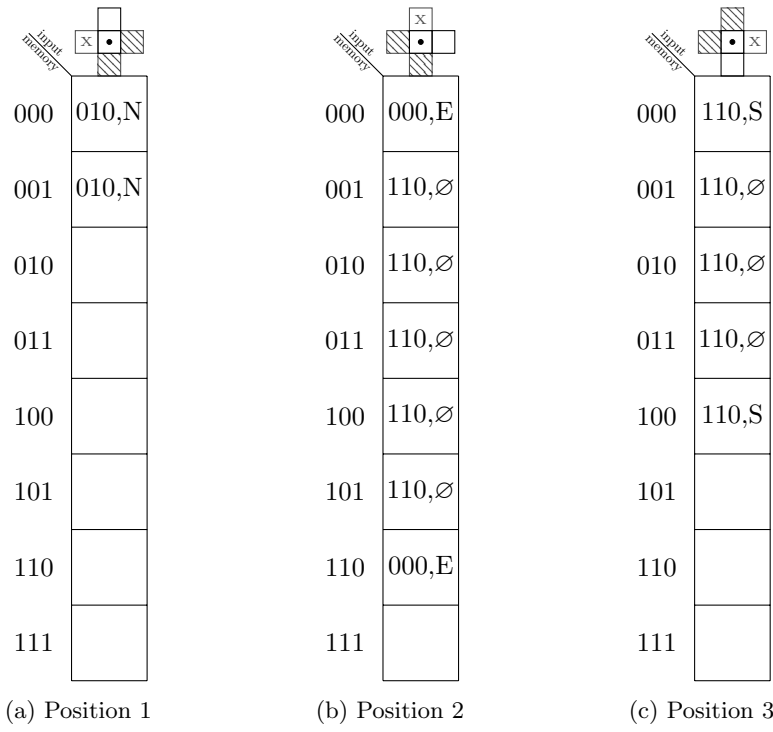 x
input
memory
000 010,N
001 010,N
010
011
100
101
110
111
(a) Position 1
x
input
memory
000 000,E
001 110,∅
010 110,∅
011 110,∅
100 110,∅
101 110,∅
110 000,E
111
(b) Position 2
x
input
memory
000 110,S
001 110,∅
010 110,∅
011 110,∅
100 110,S
101
110
111
(c) Position 3